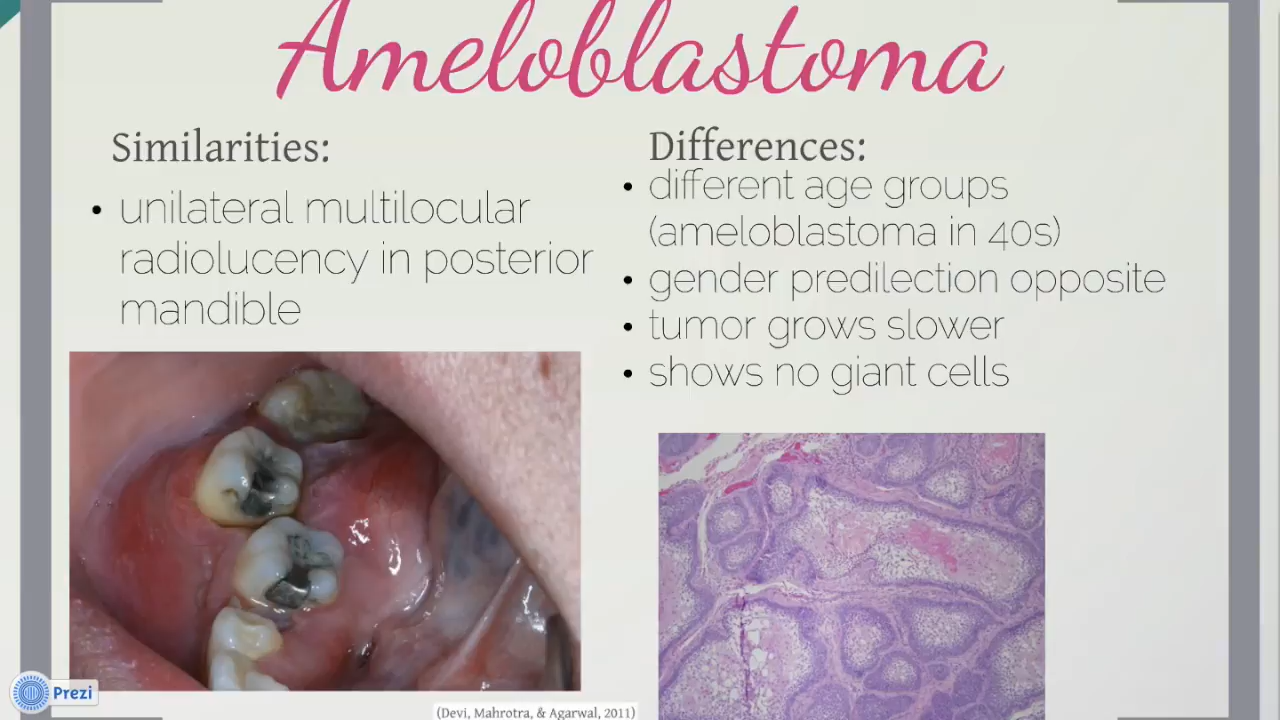 Ameloblastoma
Similarities:
• unilateral multilocular
radiolucency in posterior
mandible
Differences:
• different age groups
(ameloblastoma in 40s)
• gender predilection opposite
• tumor grows slower
• shows no giant cells
Prezi
(Devi, Mahrotra, & Agarwal, 2011)